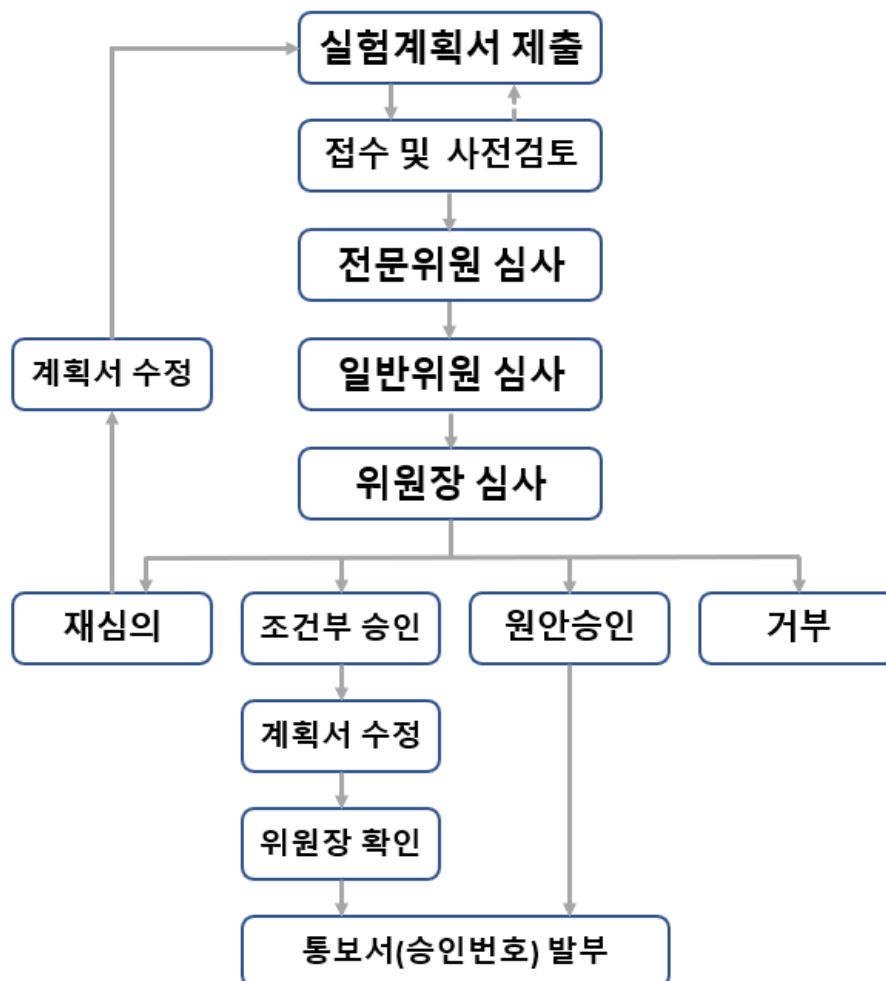 실험계획서 제출
접수 및 사전검토
전문위원 심사
일반위원 심사
계획서 수정
위원장 심사
재심의
조건부 승인
원안승인
거부
계획서 수정
위원장 확인
통보서(승인번호) 발부